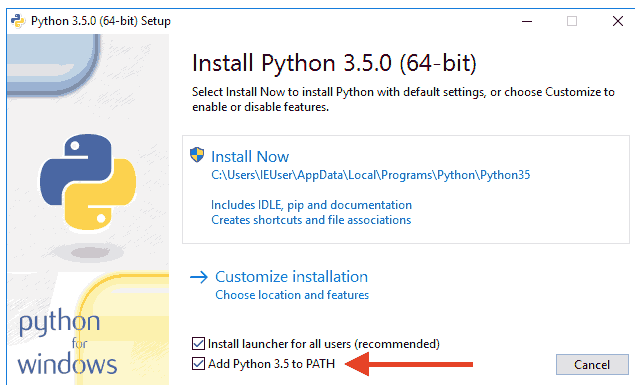 Python 3.5.0 (64-bit) Setup
Install Python 3.5.0 (64-bit)
Select Install Now to install Python with default settings, or choose Customize to
enable or disable features.
Install Now
C:\Users\IEUser\AppData\Local\Programs\Python\Python35
Includes IDLE, pip and documentation
Creates shortcuts and file associations
Customize installation
Choose location and features
python
for
windows
Install launcher for all users (recommended)
Add Python 3.5 to PATH
Cancel